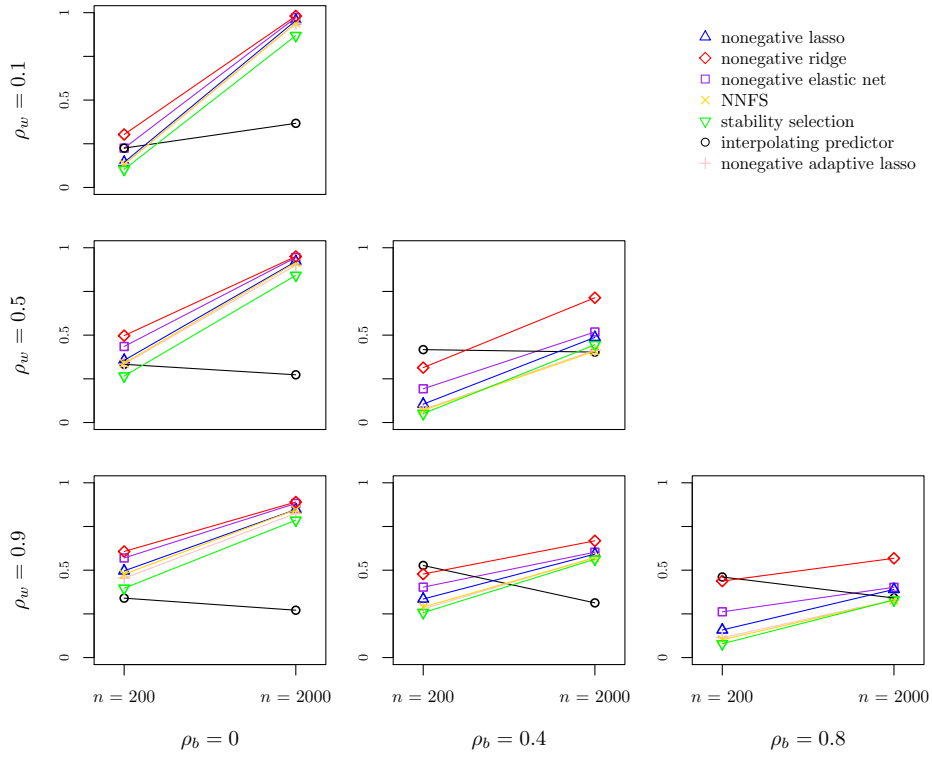 1
0.5
0
ρw = 0.1
nonegative lasso
nonegative ridge
nonegative elastic net
NNFS
stability selection
interpolating predictor
nonegative adaptive lasso
1
0.5
0
ρw = 0.5
1
0.5
0
1
0.5
0
ρw = 0.9
1
0.5
0
1
0.5
0
n = 200 n = 2000 n = 200 n = 2000 n = 200 n = 2000
ρb = 0 ρb = 0.4 ρb = 0.8